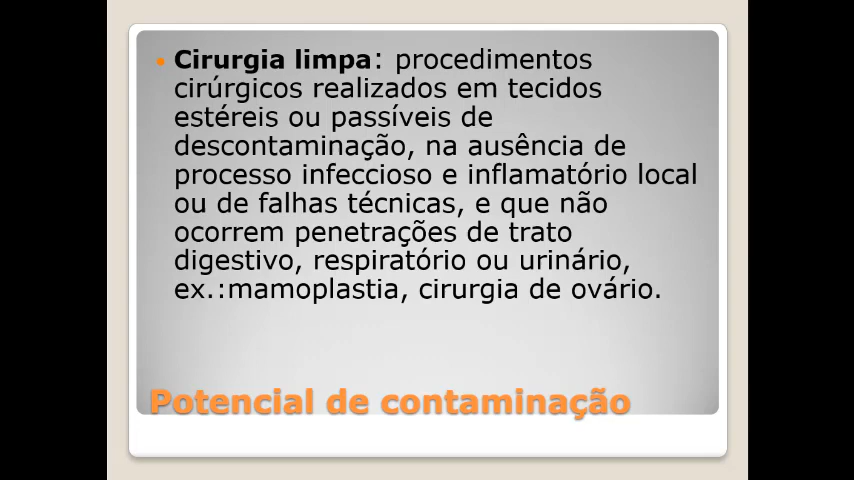 Cirurgia limpa: procedimentos
cirúrgicos realizados em tecidos
estéreis ou passíveis de
descontaminação, na ausência de
processo infeccioso e inflamatório local
ou de falhas técnicas, e que não
ocorrem penetrações de trato
digestivo, respiratório ou urinário,
ex.:mamoplastia, cirurgia de ovário.
Potencial de contaminação